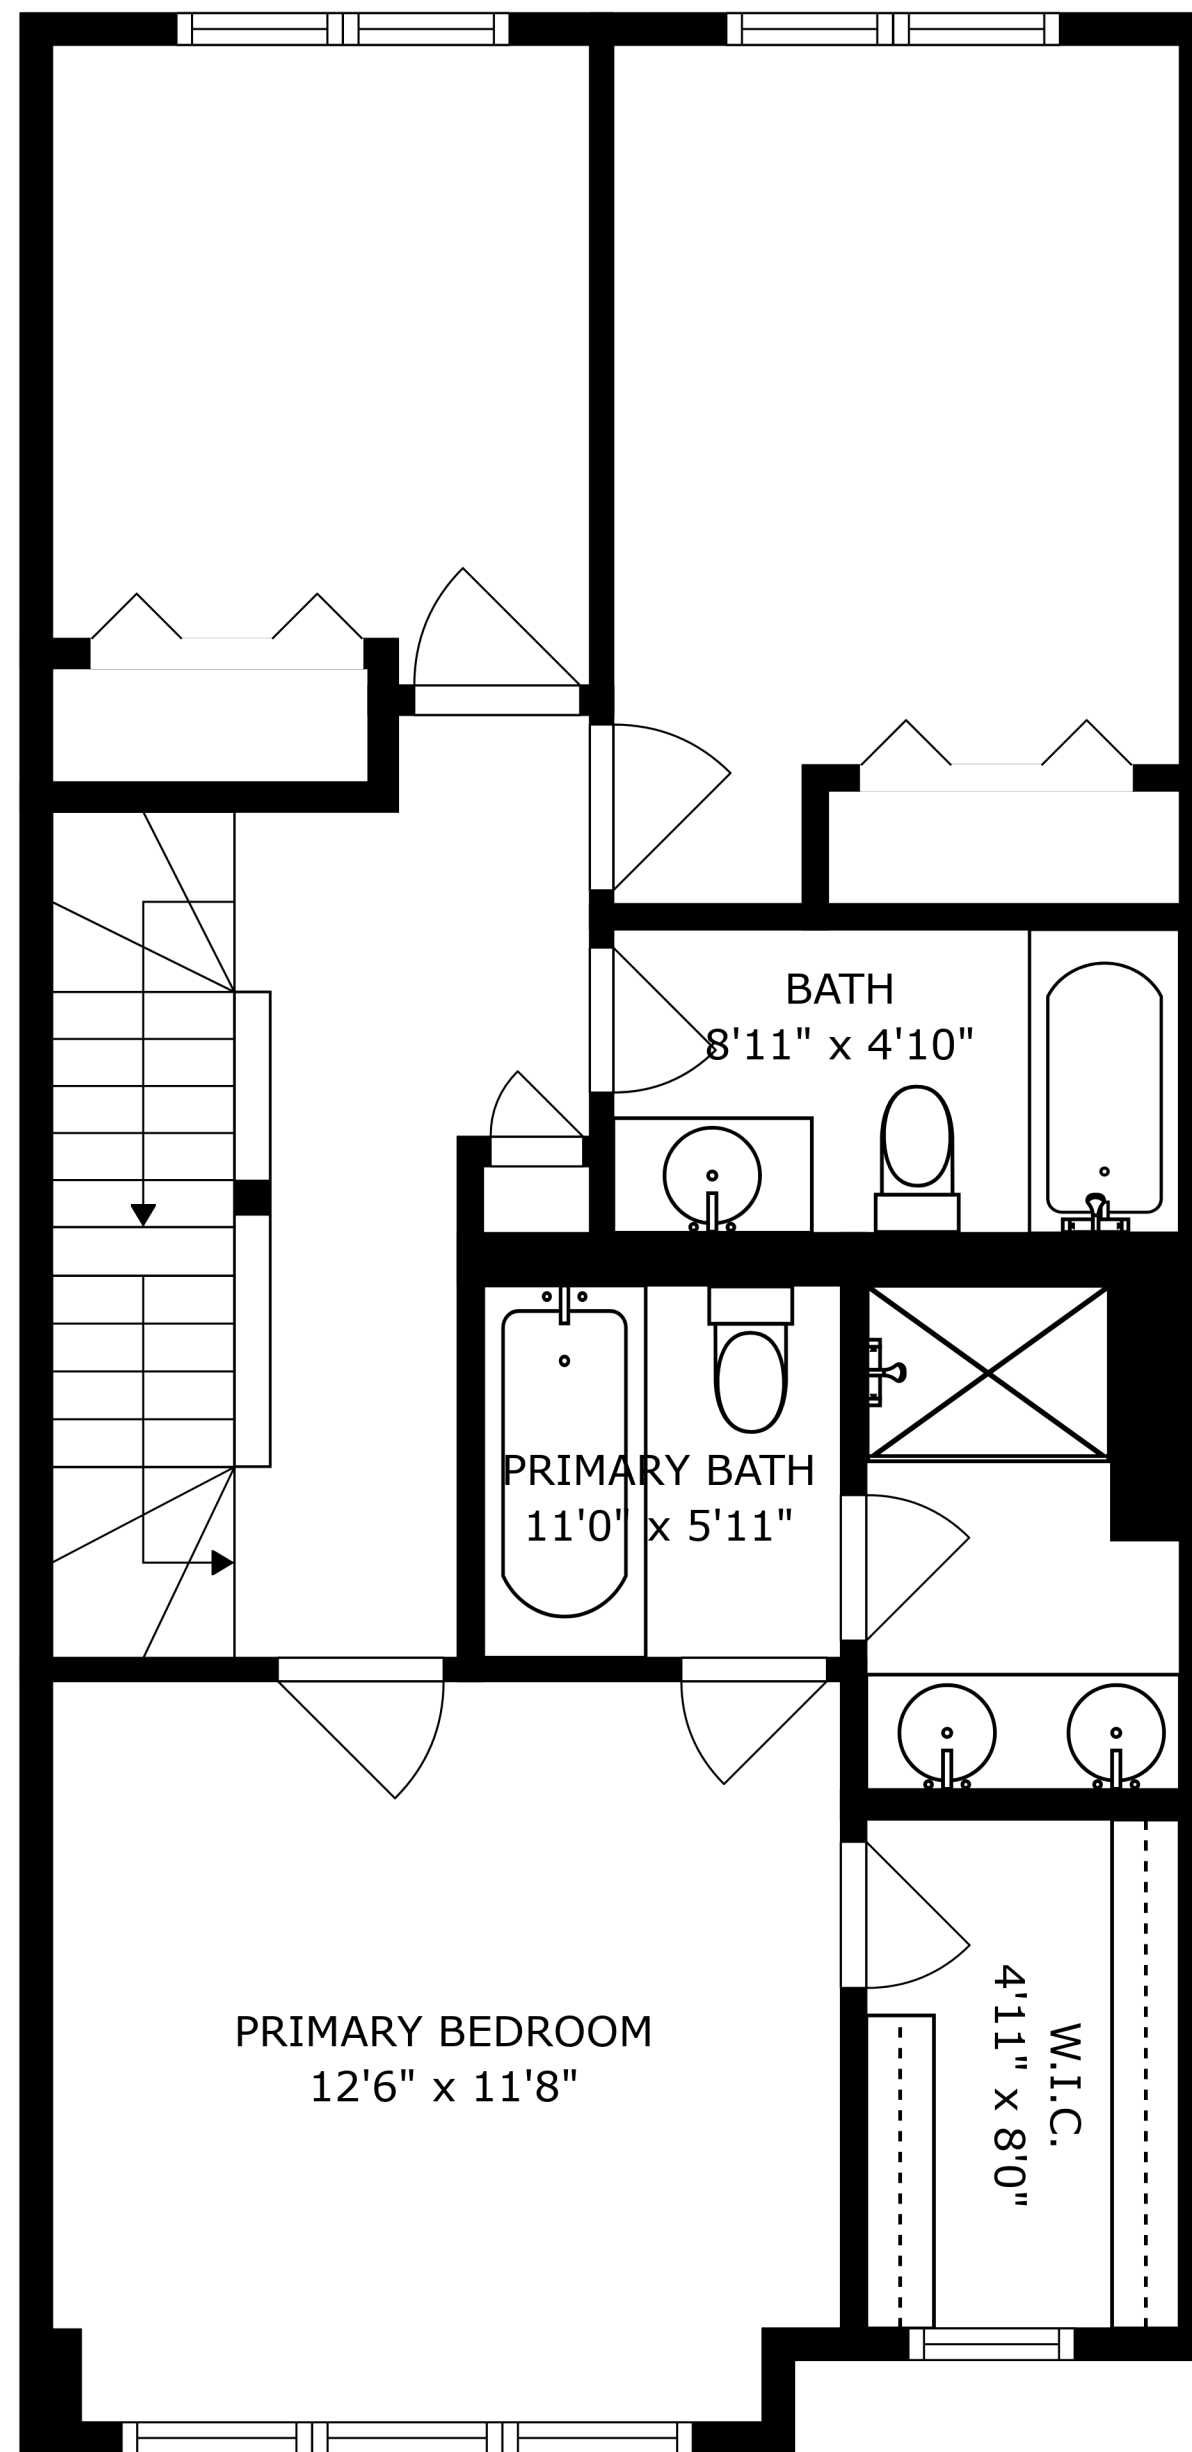 BATH
8'11" x 4'10"
PRIMARY BATH
11'0" x 5'11"
PRIMARY BEDROOM
12'6" x 11'8"
W.I.C.
4'11" x 8'0"